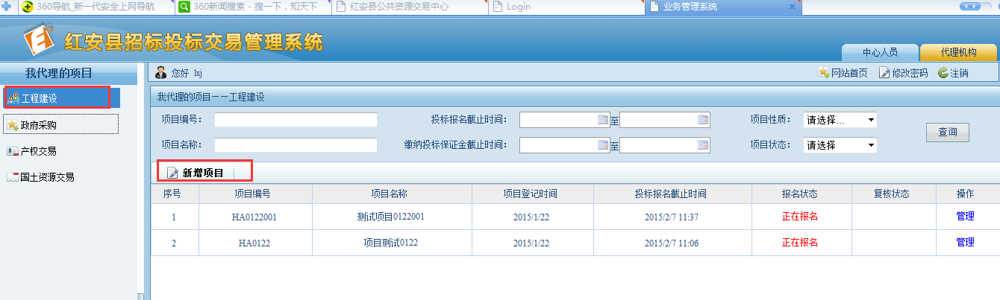 360导航_新一代安全上网导航 360新闻搜索 - 搜一下，知天下 红安县公共资源交易中心 Login 业务管理系统
红安县招标投标交易管理系统
中心人员 代理机构
我代理的项目 您好 lxj 网站首页 修改密码 注销
工程建设
政府采购
产权交易
国土资源交易
我代理的项目－－工程建设
项目编号： 投标报名截止时间： 至 项目性质： 请选择...
查询
项目名称： 缴纳投标保证金截止时间： 至 项目状态： 请选择
新增项目
序号 项目编号 项目名称 项目登记时间 投标报名截止时间 报名状态 复核状态 操作
1 HA0122001 测试项目0122001 2015/1/22 2015/2/7 11:37 正在报名 管理
2 HA0122 项目测试0122 2015/1/22 2015/2/7 11:06 正在报名 管理